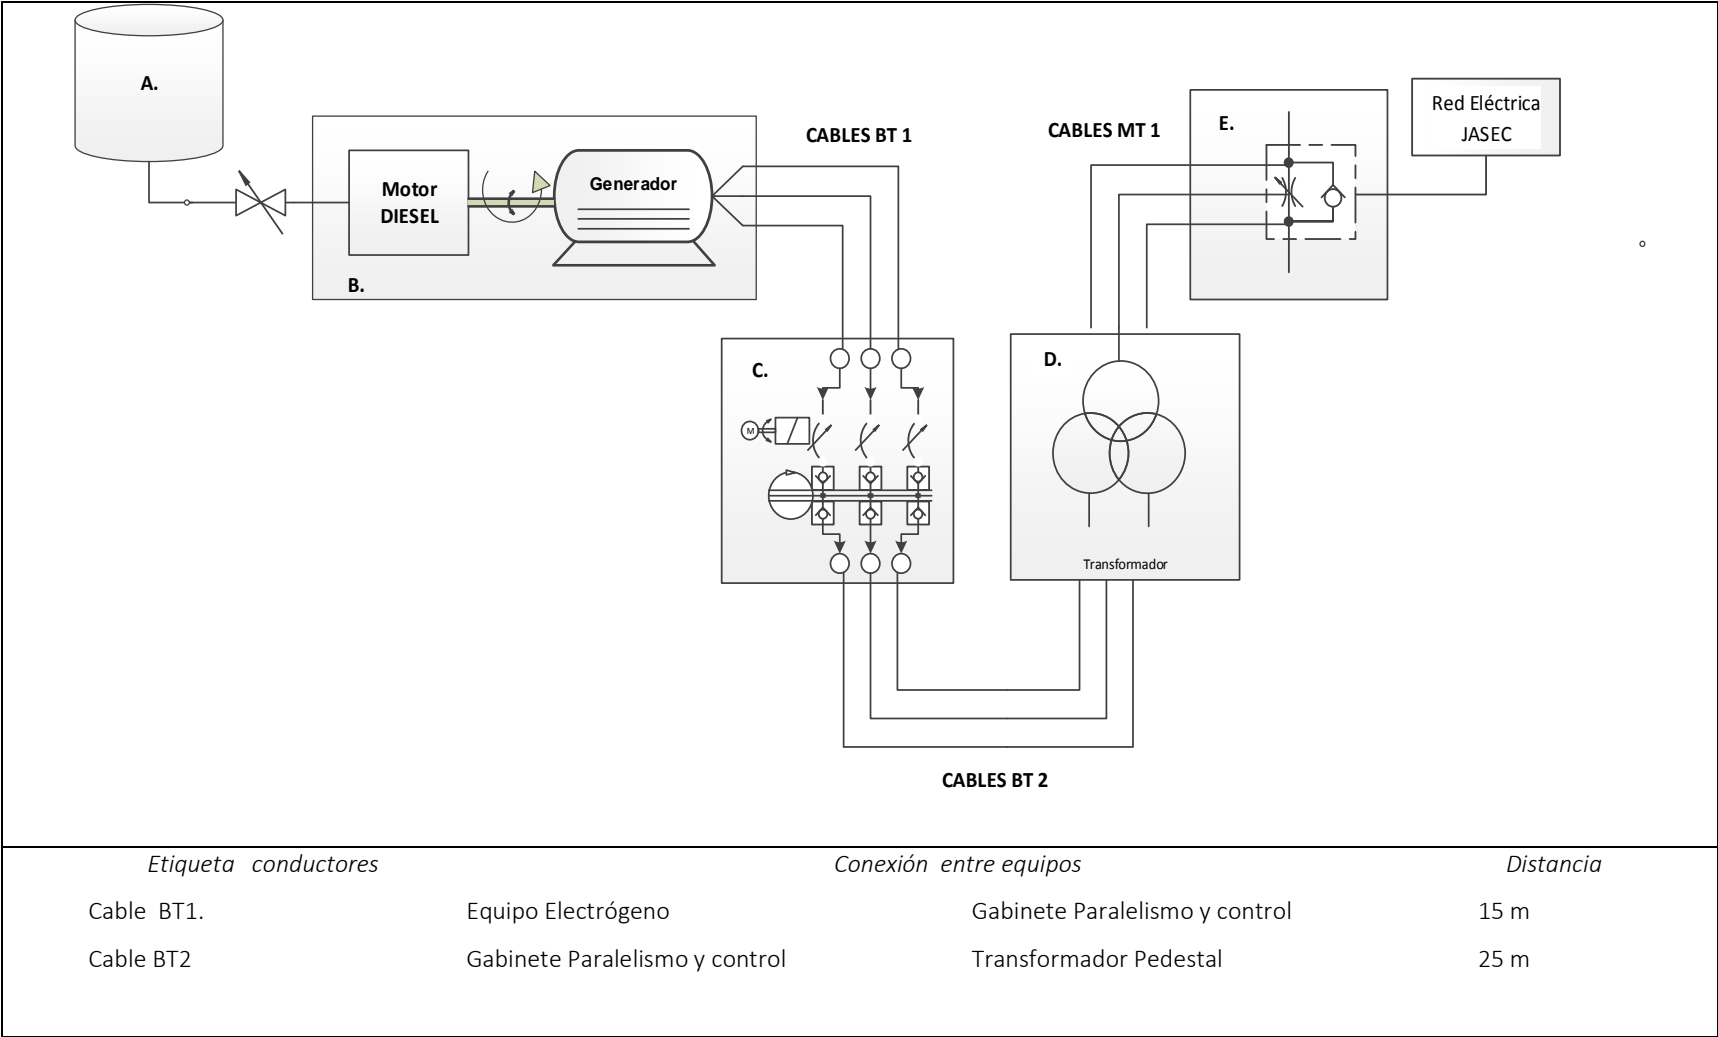 A.
B.
Motor
DIESEL
Generador
CABLES BT 1
CABLES MT 1
E.
Red Eléctrica
JASEC
C.
M
D.
Transformador
CABLES BT 2
Etiqueta conductores Conexión entre equipos Distancia
Cable BT1. Equipo Electrógeno Gabinete Paralelismo y control 15 m
Cable BT2 Gabinete Paralelismo y control Transformador Pedestal 25 m